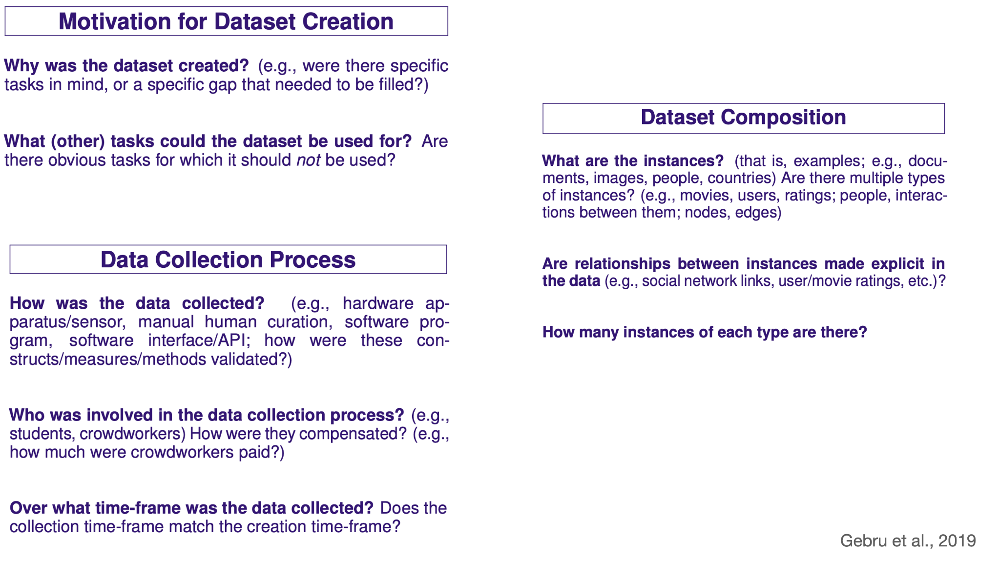 Motivation for Dataset Creation
Why was the dataset created? (e.g., were there specific
tasks in mind, or a specific gap that needed to be filled?)
What (other) tasks could the dataset be used for? Are
there obvious tasks for which it should not be used?
Data Collection Process
How was the data collected? (e.g., hardware ap-
paratus/sensor, manual human curation, software pro-
gram, software interface/API; how were these con-
structs/measures/methods validated?)
Who was involved in the data collection process? (e.g.,
students, crowdworkers) How were they compensated? (e.g.,
how much were crowdworkers paid?)
Over what time-frame was the data collected? Does the
collection time-frame match the creation time-frame?
Dataset Composition
What are the instances? (that is, examples; e.g., docu-
ments, images, people, countries) Are there multiple types
of instances? (e.g., movies, users, ratings; people, interac-
tions between them; nodes, edges)
Are relationships between instances made explicit in
the data (e.g., social network links, user/movie ratings, etc.)?
How many instances of each type are there?
Gebru et al., 2019